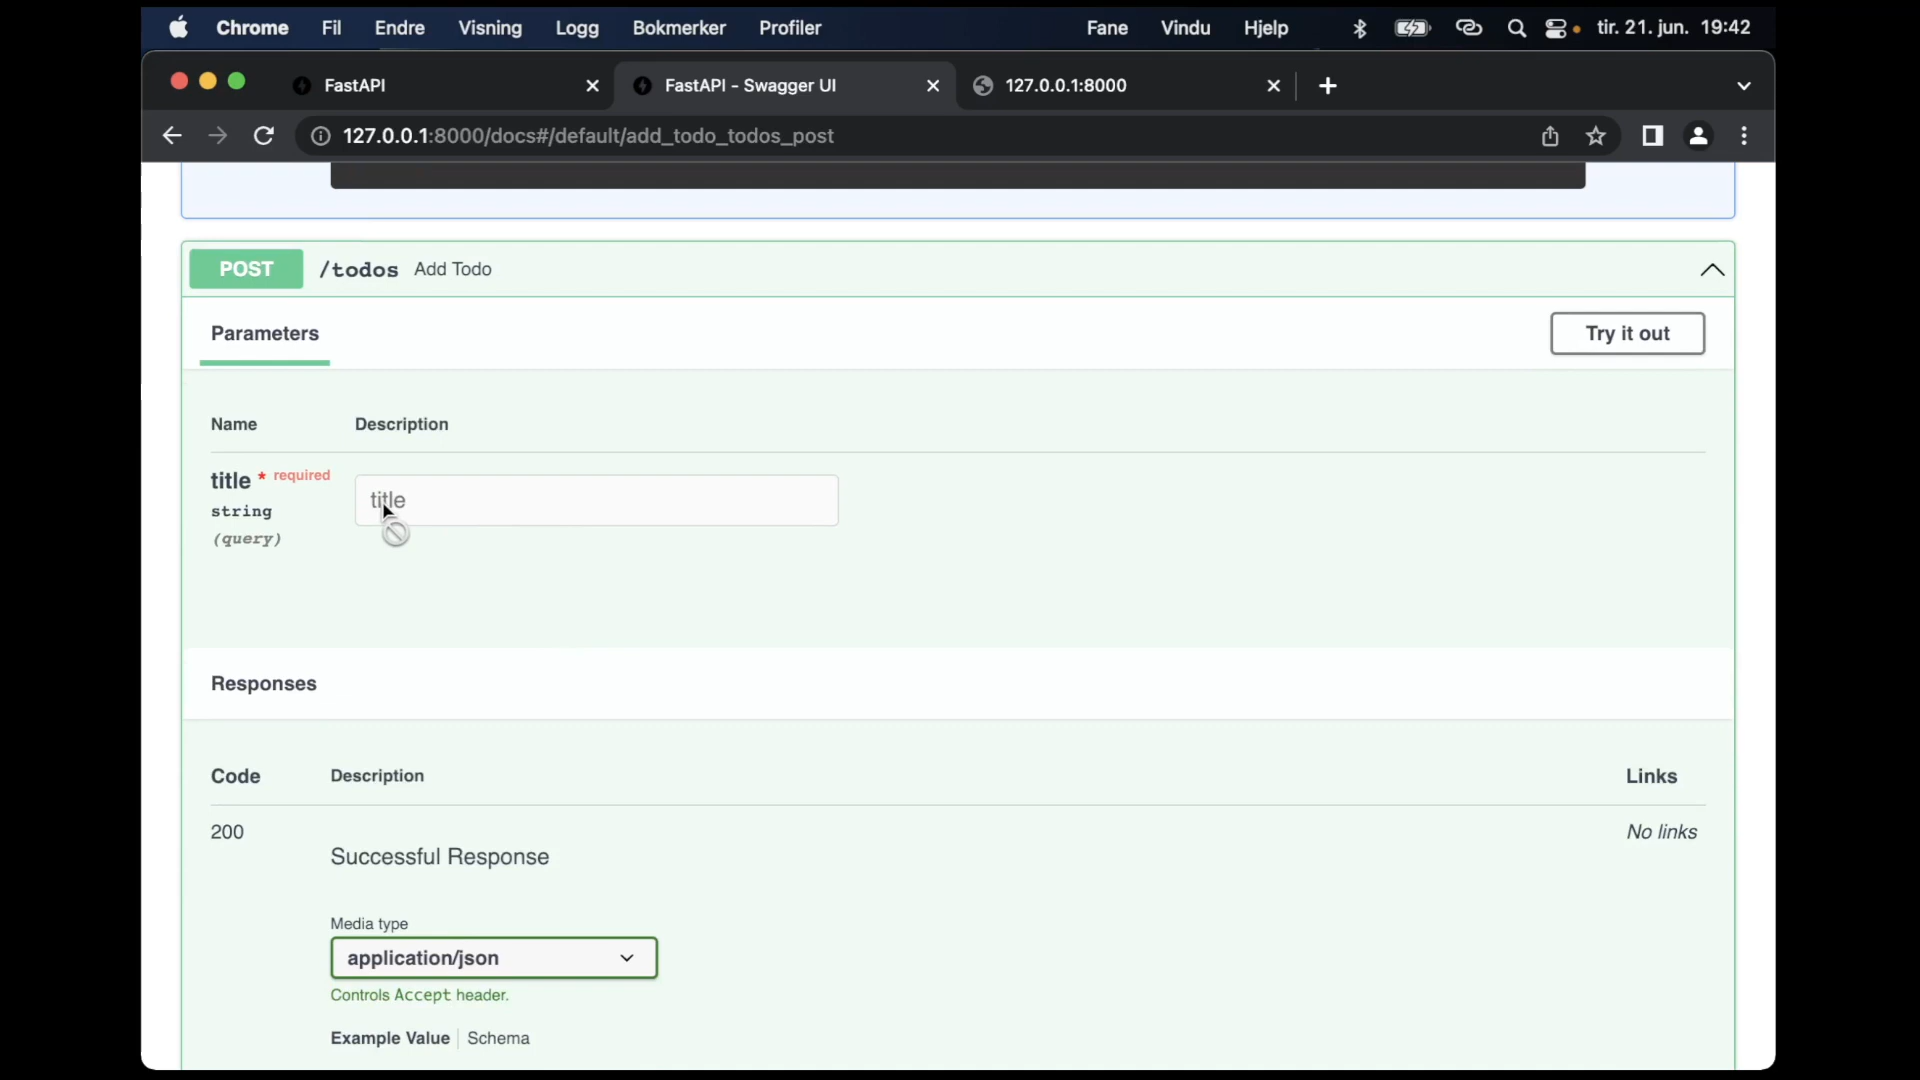 Chrome Fil Endre Visning Logg Bokmerker Profiler Fane Vindu Hjelp tir. 21. jun. 19:42
FastAPI FastAPI - Swagger UI 127.0.0.1:8000
127.0.0.1:8000/docs#/default/add_todo_todos_post
POST /todos Add Todo
Parameters Try it out
Name Description
title * required title
string
(query)
Responses
Code Description Links
200 No links
Successful Response
Media type
application/json
Controls Accept header.
Example Value Schema